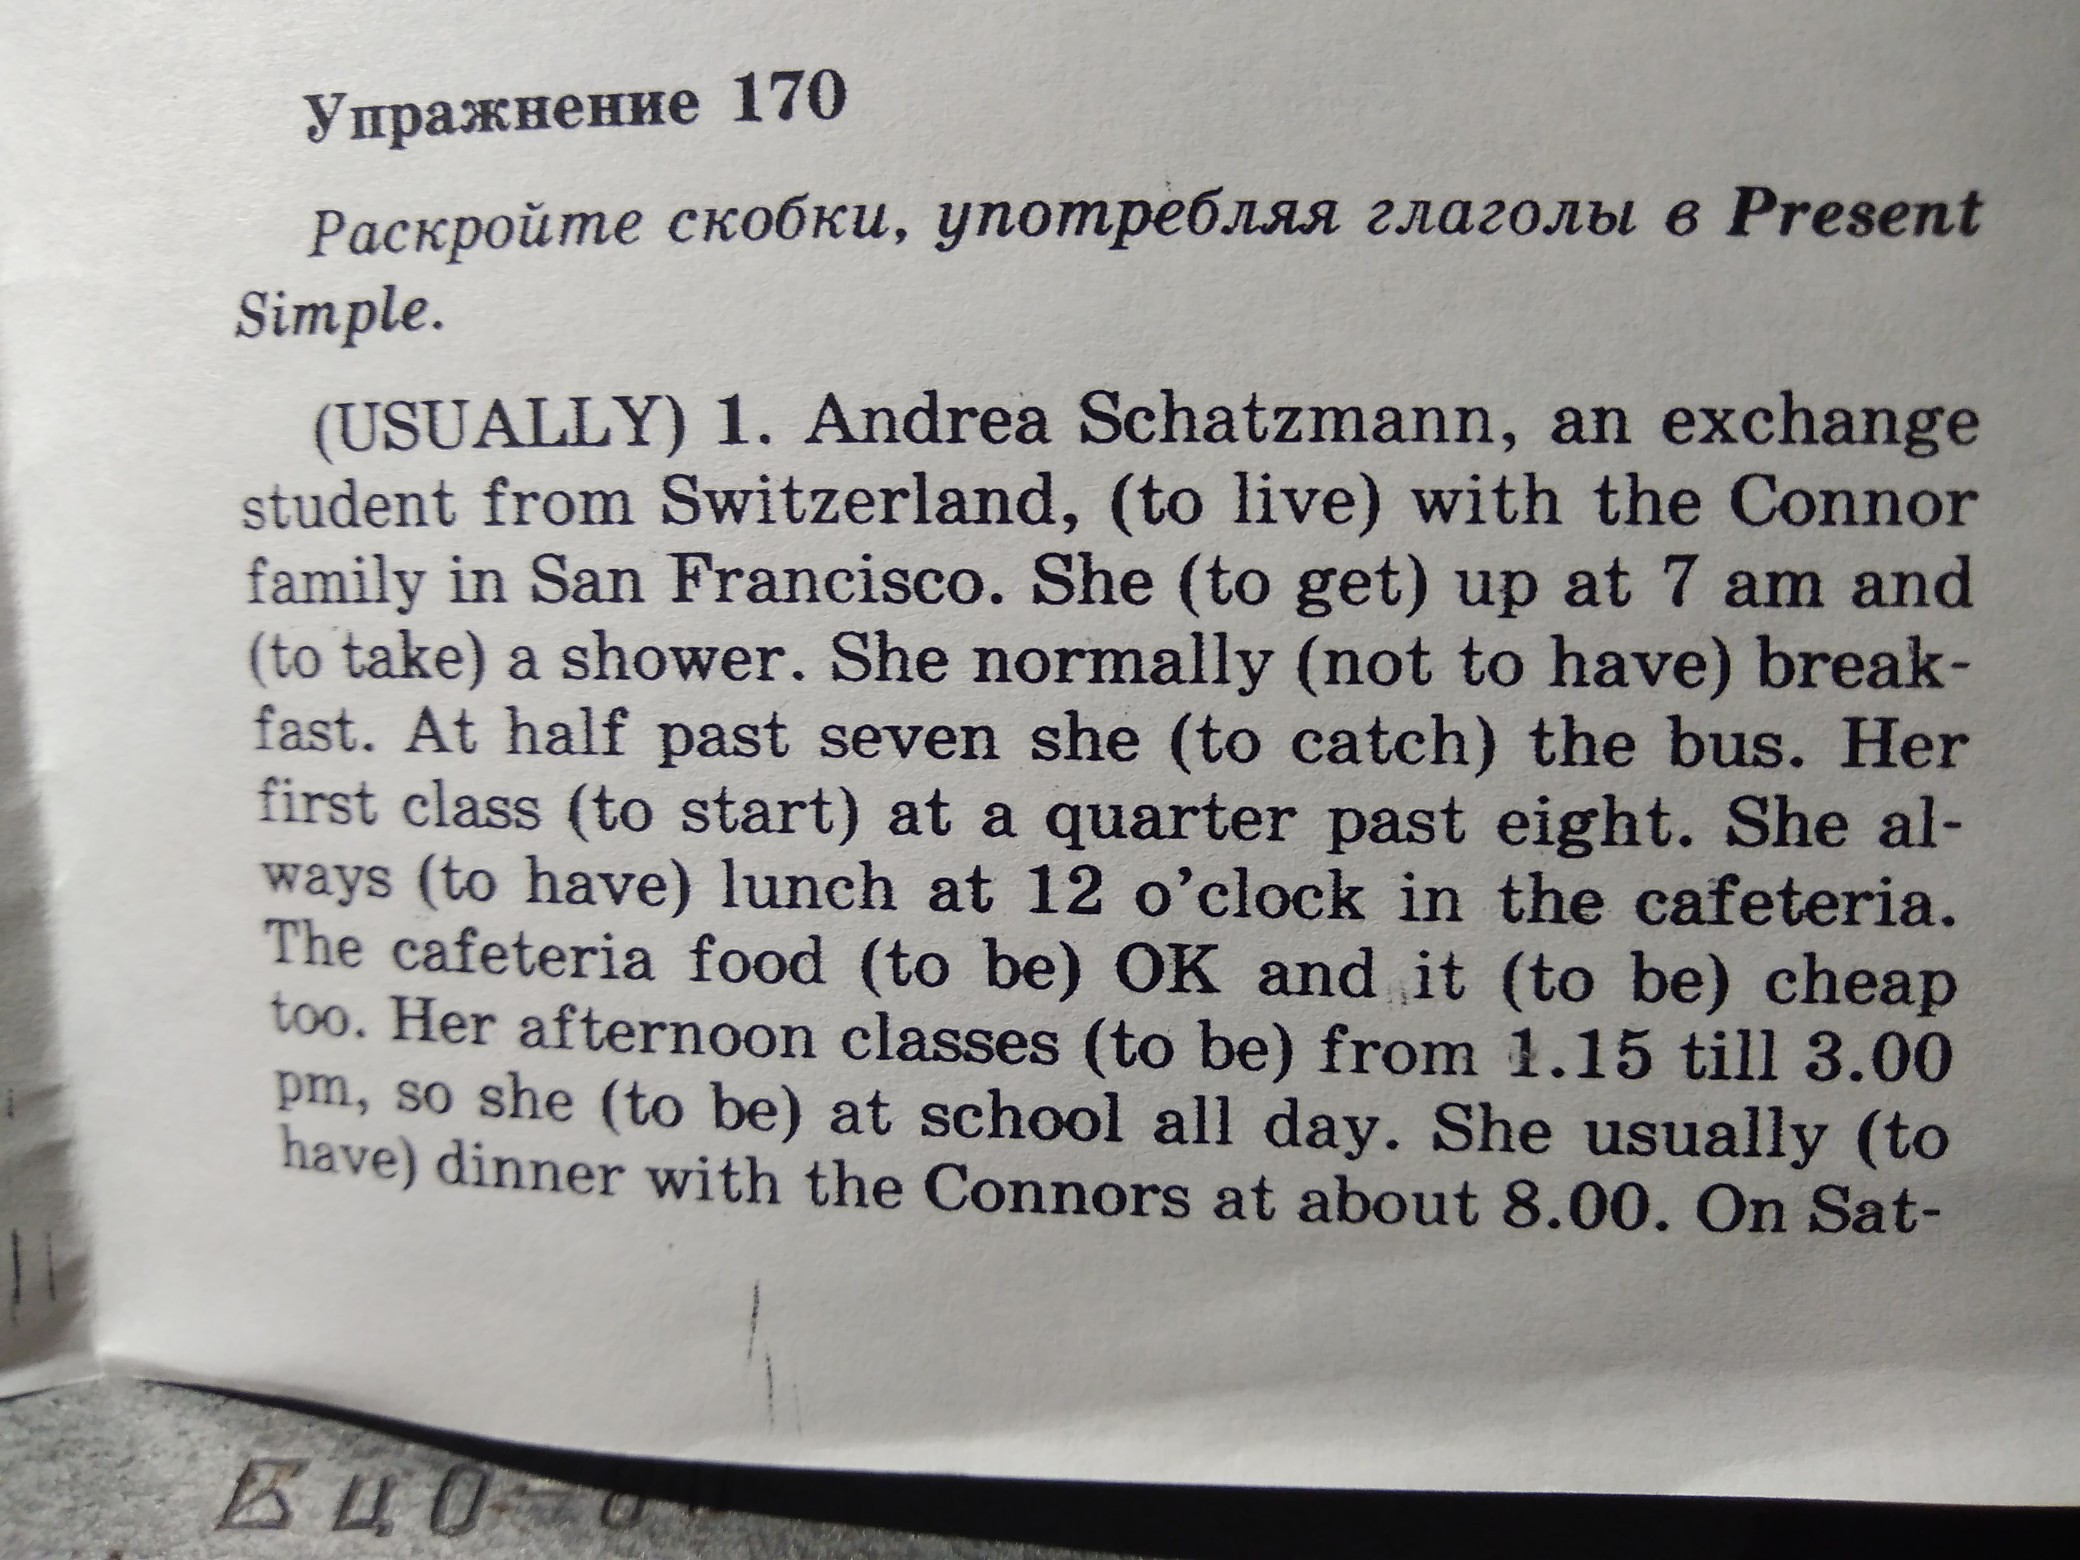 Упражнение 170
Раскройте скобки, употребляя глаголы в Present
Simple.
(USUALLY) 1. Andrea Schatzmann, an exchange
student from Switzerland, (to live) with the Connor
family in San Francisco. She (to get) up at 7 am and
(to take) a shower. She normally (not to have) break-
fast. At half past seven she (to catch) the bus. Her
first class (to start) at a quarter past eight. She al-
ways (to have) lunch at 12 o’clock in the cafeteria.
The cafeteria food (to be) OK and it (to be) cheap
too. Her afternoon classes (to be) from 1.15 till 3.00
pm, so she (to be) at school all day. She usually (to
have) dinner with the Connors at about 8.00. On Sat-